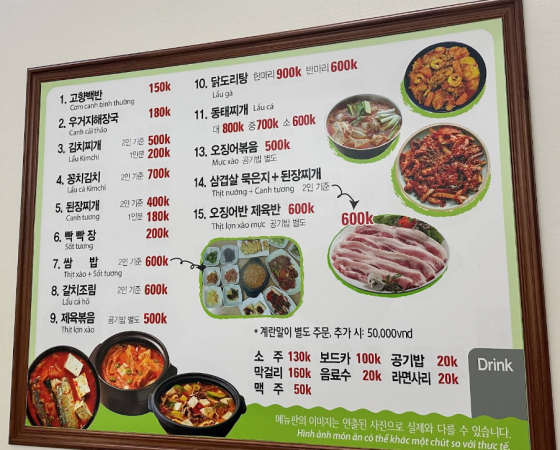 1. 고향백반 150k
Cơm canh bình thường
2. 우거지해장국 180k
Canh cải thảo
3. 김치찌개 2인 기준 500k
Lẩu Kimchi 1인분 200k
4. 꽁치김치 2인 기준 700k
Lẩu cá Kimchi
5. 된장찌개 2인 기준 400k
Canh tương 1인분 180k
6. 빡빡장 200k
Sốt tương
7. 쌈 밥 2인 기준 600k
Thịt xào + Sốt tương
8. 갈치조림 2인 기준 600k
Lẩu cá hố
9. 제육볶음 공기밥 별도 500k
Thịt lợn xào
10. 닭도리탕 한마리 900k 반마리 600k
Lẩu gà
11. 동태찌개 Lẩu cá
대 800k 중 700k 소 600k
13. 오징어볶음 500k
Mực xào 공기밥 별도
14. 삼겹살 묵은지 + 된장찌개
Thịt nướng + Canh tương 2인 기준
600k
15. 오징어반 제육반 600k
Thịt lợn xào mực 공기밥 별도
* 계란말이 별도 주문, 추가 시: 50,000vnd
소 주 130k 보드카 100k 공기밥 20k
막걸리 160k 음료수 20k 라면사리 20k
맥 주 50k
Drink
메뉴판의 이미지는 연출된 사진으로 실제와 다를 수 있습니다.
Hình ảnh món ăn có thể khác một chút so với thực tế.